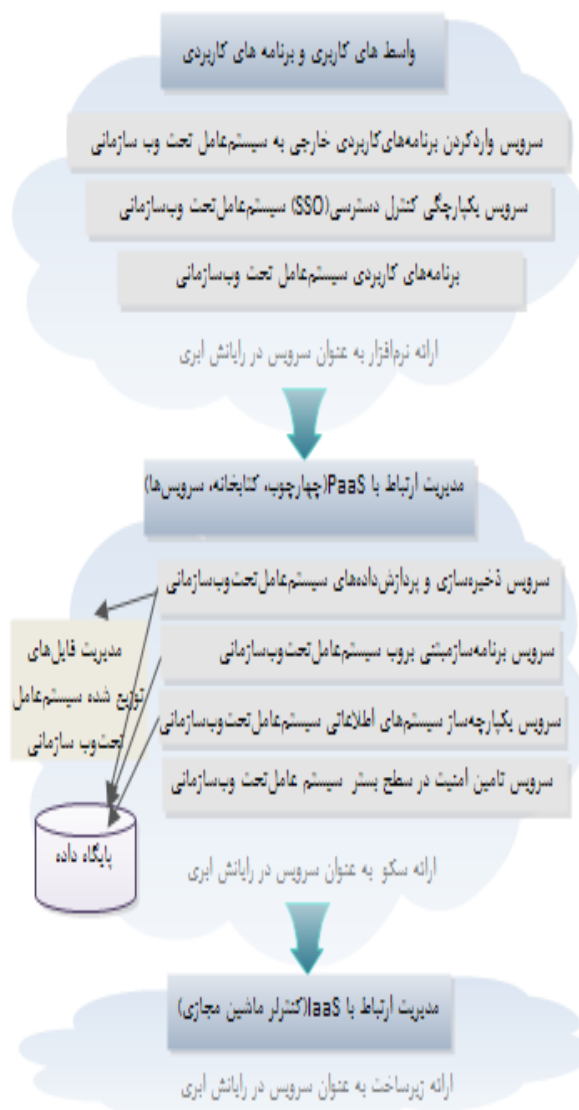 واسط های کاربری و برنامه های کاربردی
سرویس واردکردن برنامه‌های‌کاربردی خارجی به سیستم‌عامل تحت وب سازمانی
سرویس یکپارچگی کنترل دسترسی(SSO) سیستم‌عامل‌تحت وب‌سازمانی
برنامه‌های کاربردی سیستم‌عامل تحت وب‌سازمانی
ارائه نرم‌افزار به عنوان سرویس در رایانش ابری
مدیریت ارتباط با PaaS(چهارچوب، کتابخانه، سرویس‌ها)
سرویس ذخیره‌سازی و پردازش‌داده‌های سیستم‌عامل‌تحت‌وب‌سازمانی
سرویس برنامه‌سازمبتنی بروب سیستم‌عامل‌تحت‌وب‌سازمانی
سرویس یکپارچه‌ساز سیستم‌های اطلاعاتی سیستم‌عامل‌تحت‌وب‌سازمانی
سرویس تامین امنیت در سطح بستر سیستم عامل‌تحت وب‌سازمانی
مدیریت فایل‌های
توزیع شده سیستم‌عامل
تحت‌وب سازمانی
پایگاه داده
ارائه سکو به عنوان سرویس در رایانش ابری
مدیریت ارتباط با IaaS(کنترلر ماشین مجازی)
ارائه زیرساخت به عنوان سرویس در رایانش ابری